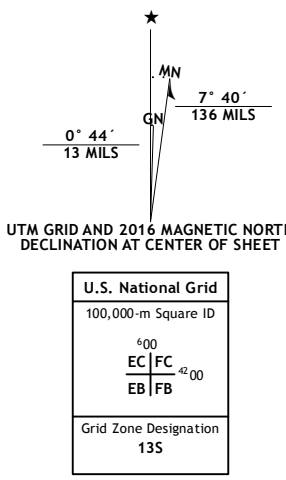 ★
MN
GN
7° 40´
136 MILS
0° 44´
13 MILS
UTM GRID AND 2016 MAGNETIC NORTH
DECLINATION AT CENTER OF SHEET
U.S. National Grid
100,000-m Square ID
⁶00
EC FC
⁴²00
EB FB
Grid Zone Designation
13S